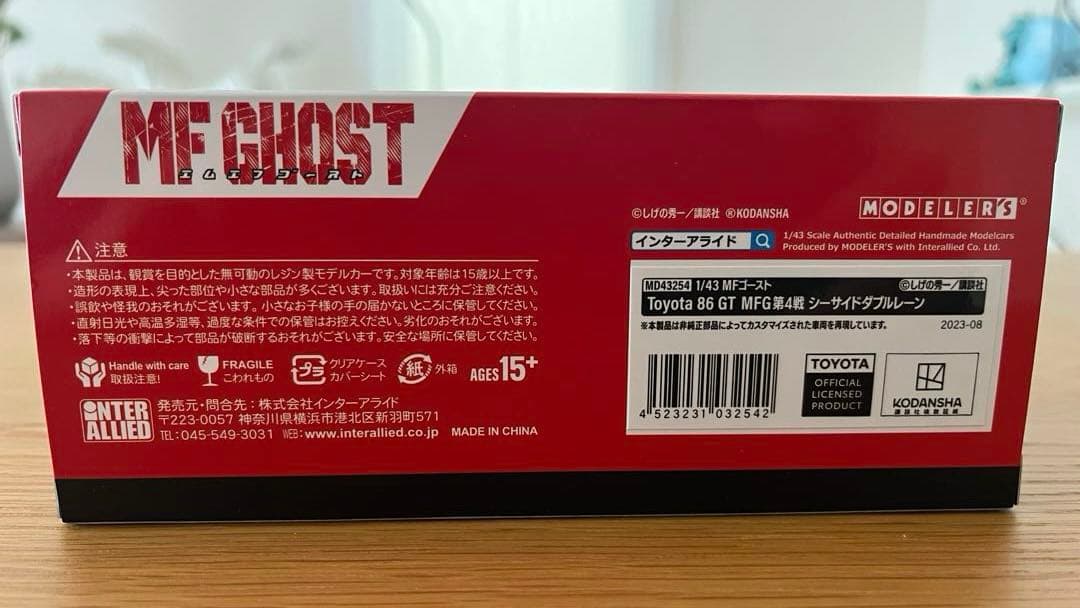 MF GHOST
エムエフゴースト
⚠注意
・本製品は、観賞を目的とした無可動のレジン製モデルカーです。対象年齢は15歳以上です。
・造形の表現上、尖った部位や小さな部品が多くございます。取扱いには充分ご注意ください。
・誤飲や怪我のおそれがございます。小さなお子様の手の届かないところに保管してください。
・直射日光や高温多湿等、過度な条件での保管はお控えください。劣化のおそれがございます。
・落下等の衝撃によって部品が破断するおそれがございます。安全な場所に保管してください。
Handle with care
取扱注意!
FRAGILE
こわれもの
プラ
クリアケース
カバーシート
紙
外箱
AGES 15+
INTER
ALLIED
発売元・問合先:株式会社インターアライド
〒223-0057 神奈川県横浜市港北区新羽町571
TEL:045-549-3031 WEB:www.interallied.co.jp MADE IN CHINA
©しげの秀一/講談社 ®KODANSHA
MODELER'S®
インターアライド
1/43 Scale Authentic Detailed Handmade Modelcars
Produced by MODELER'S with Interallied Co. Ltd.
MD43254 1/43 MFゴースト ©しげの秀一/講談社
Toyota 86 GT MFG第4戦 シーサイドダブルレーン
※本製品は非純正部品によってカスタマイズされた車両を再現しています。 2023-08
4 523231 032542
TOYOTA
OFFICIAL
LICENSED
PRODUCT
KODANSHA